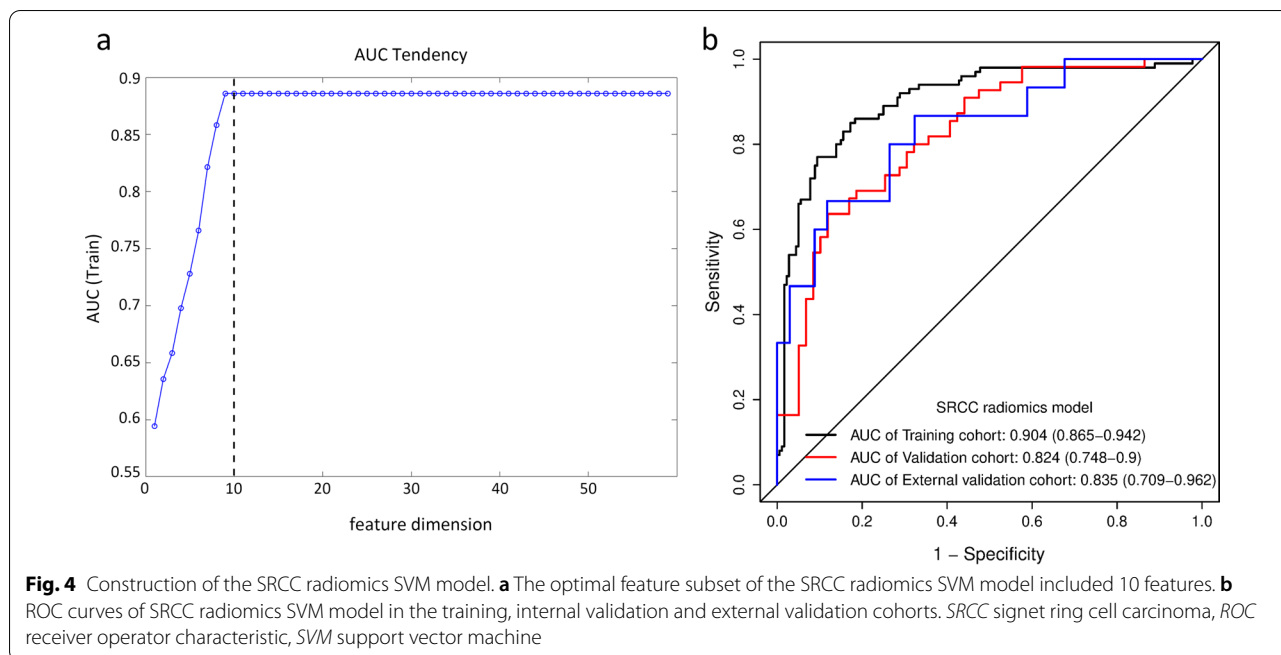 a
AUC Tendency
0.9
0.85
0.8
0.75
0.7
0.65
0.6
0.55
AUC (Train)
0 10 20 30 40 50
feature dimension
b
1.0
0.8
0.6
0.4
0.2
0.0
Sensitivity
SRCC radiomics model
AUC of Training cohort: 0.904 (0.865−0.942)
AUC of Validation cohort: 0.824 (0.748−0.9)
AUC of External validation cohort: 0.835 (0.709−0.962)
0.0 0.2 0.4 0.6 0.8 1.0
1 − Specificity
Fig. 4 Construction of the SRCC radiomics SVM model. a The optimal feature subset of the SRCC radiomics SVM model included 10 features. b
ROC curves of SRCC radiomics SVM model in the training, internal validation and external validation cohorts. SRCC signet ring cell carcinoma, ROC
receiver operator characteristic, SVM support vector machine